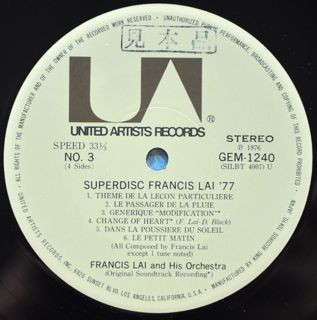 ALL RIGHTS OF THE MANUFACTURER AND OF THE OWNER OF THE RECORDED WORK RESERVED • UNAUTHORIZED PUBLIC PERFORMANCE, BROADCASTING AND COPYING OF THIS RECORD PROHIBITED •
見本品
UA®
UNITED ARTISTS RECORDS
SPEED 33⅓
STEREO
℗ 1976
NO. 3
GEM-1240
(4 Sides)
(SILBT 4007) U
SUPERDISC FRANCIS LAI '77
1. THEME DE LA LECON PARTICULIERE
2. LE PASSAGER DE LA PLUIE
3. GENERIQUE "MODIFICATION"*
4. CHANGE OF HEART* (F. Lai-D. Black)
5. DANS LA POUSSIERE DU SOLEIL
6. LE PETIT MATIN
(All Composed by Francis Lai
except 1 tune noted)
FRANCIS LAI and His Orchestra
(Original Soundtrack Recording*)
UNITED ARTISTS RECORDS, INC. 6920 SUNSET BLVD, LOS ANGELES, CALIFORNIA, U.S.A. • MANUFACTURED BY KING RECORD CO. LTD. TOKYO JAPAN